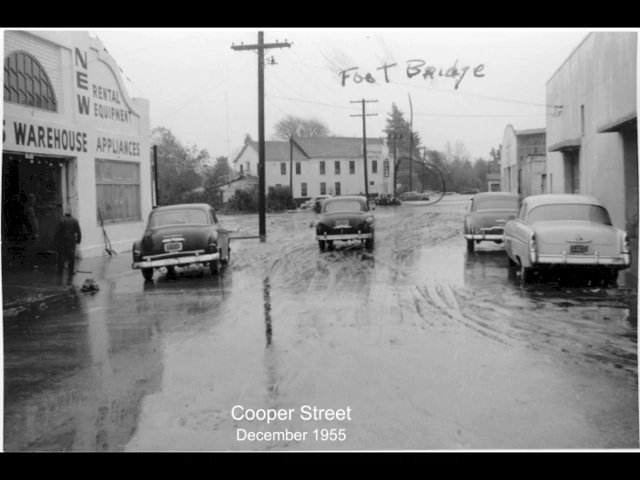 Foot Bridge
NEW
RENTAL
EQUIPMENT
S WAREHOUSE APPLIANCES
Cooper Street
December 1955